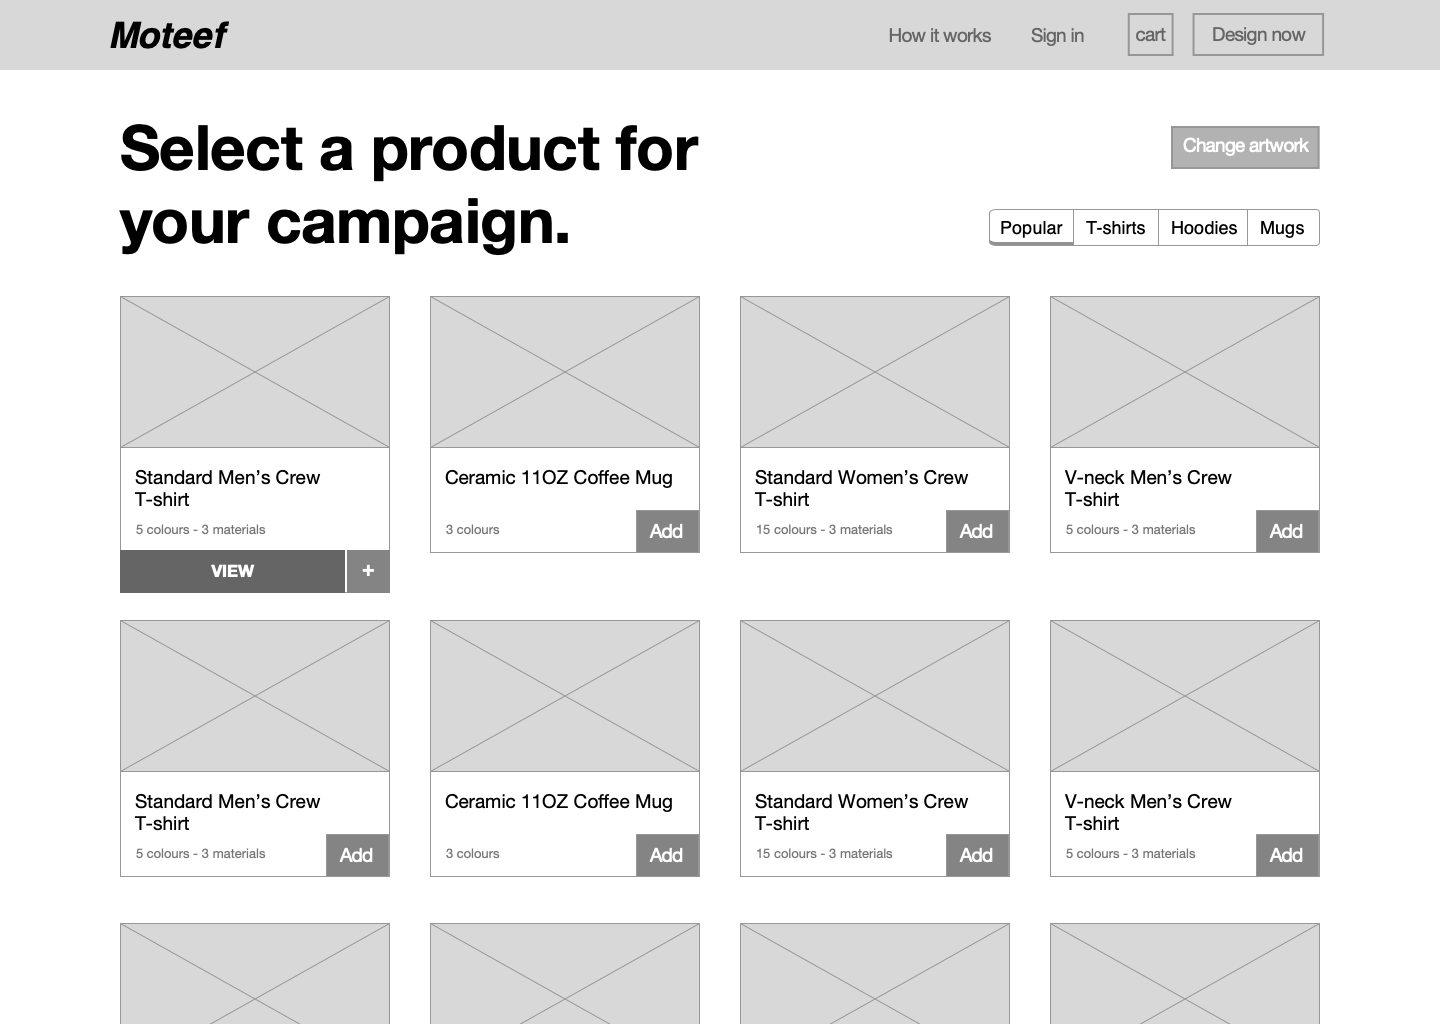 Moteef
How it works
Sign in
cart
Design now
Select a product for
your campaign.
Change artwork
Popular
T-shirts
Hoodies
Mugs
Standard Men’s Crew
T-shirt
5 colours - 3 materials
VIEW
+
Ceramic 11OZ Coffee Mug
3 colours
Add
Standard Women’s Crew
T-shirt
15 colours - 3 materials
Add
V-neck Men’s Crew
T-shirt
5 colours - 3 materials
Add
Standard Men’s Crew
T-shirt
5 colours - 3 materials
Add
Ceramic 11OZ Coffee Mug
3 colours
Add
Standard Women’s Crew
T-shirt
15 colours - 3 materials
Add
V-neck Men’s Crew
T-shirt
5 colours - 3 materials
Add